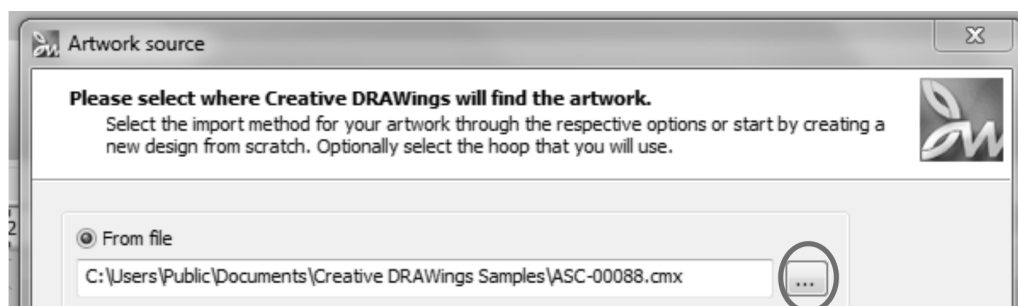 Artwork source
Please select where Creative DRAWings will find the artwork.
Select the import method for your artwork through the respective options or start by creating a
new design from scratch. Optionally select the hoop that you will use.
2
From file
C:\Users\Public\Documents\Creative DRAWings Samples\ASC-00088.cmx
...